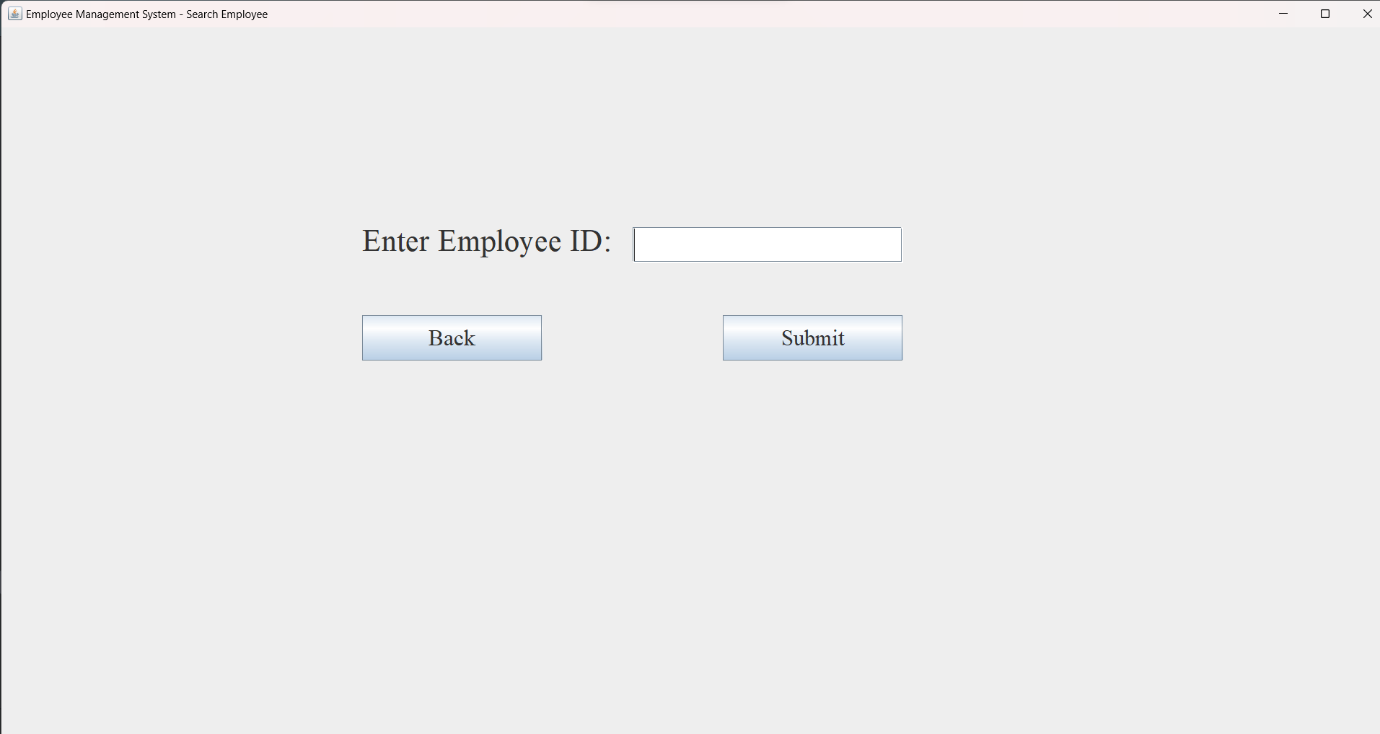 Employee Management System - Search Employee
Enter Employee ID:
Back
Submit